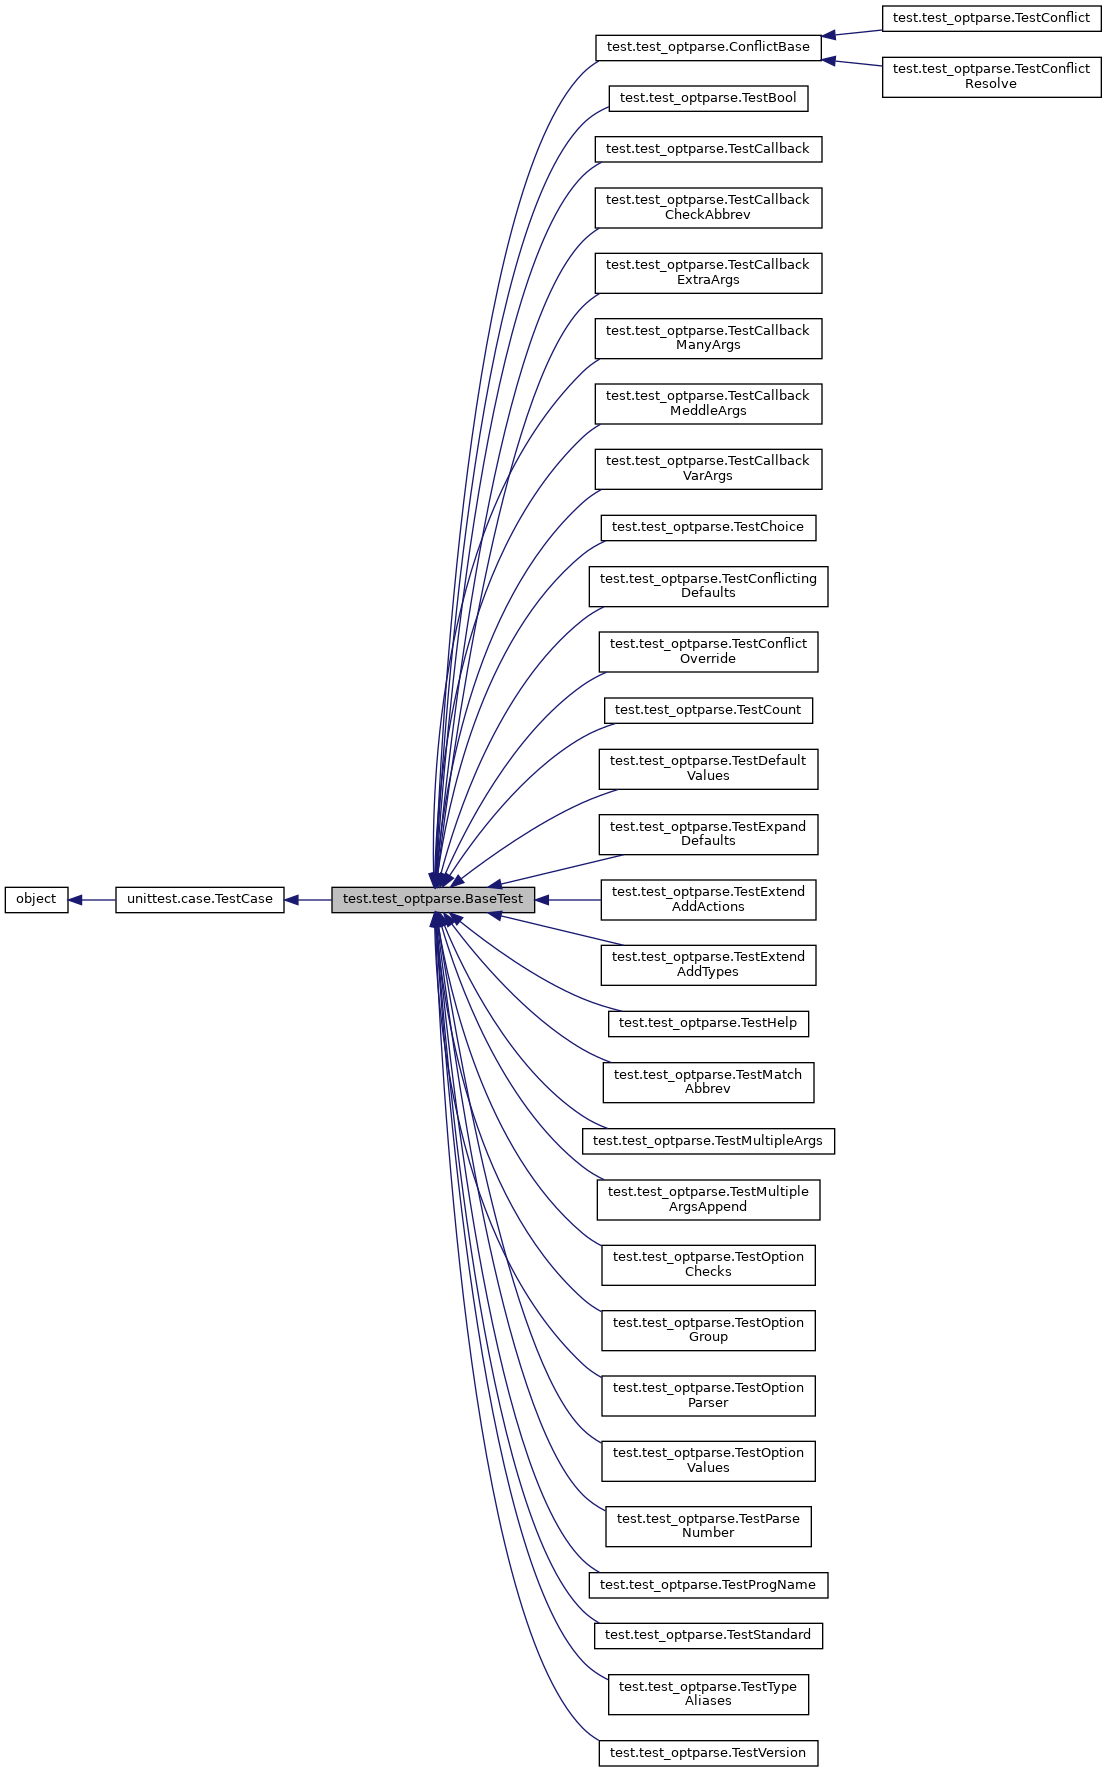 test.test_optparse.TestConflict
test.test_optparse.ConflictBase
test.test_optparse.TestConflict
Resolve
test.test_optparse.TestBool
test.test_optparse.TestCallback
test.test_optparse.TestCallback
CheckAbbrev
test.test_optparse.TestCallback
ExtraArgs
test.test_optparse.TestCallback
ManyArgs
test.test_optparse.TestCallback
MeddleArgs
test.test_optparse.TestCallback
VarArgs
test.test_optparse.TestChoice
test.test_optparse.TestConflicting
Defaults
test.test_optparse.TestConflict
Override
test.test_optparse.TestCount
test.test_optparse.TestDefault
Values
test.test_optparse.TestExpand
Defaults
object
unittest.case.TestCase
test.test_optparse.BaseTest
test.test_optparse.TestExtend
AddActions
test.test_optparse.TestExtend
AddTypes
test.test_optparse.TestHelp
test.test_optparse.TestMatch
Abbrev
test.test_optparse.TestMultipleArgs
test.test_optparse.TestMultiple
ArgsAppend
test.test_optparse.TestOption
Checks
test.test_optparse.TestOption
Group
test.test_optparse.TestOption
Parser
test.test_optparse.TestOption
Values
test.test_optparse.TestParse
Number
test.test_optparse.TestProgName
test.test_optparse.TestStandard
test.test_optparse.TestType
Aliases
test.test_optparse.TestVersion